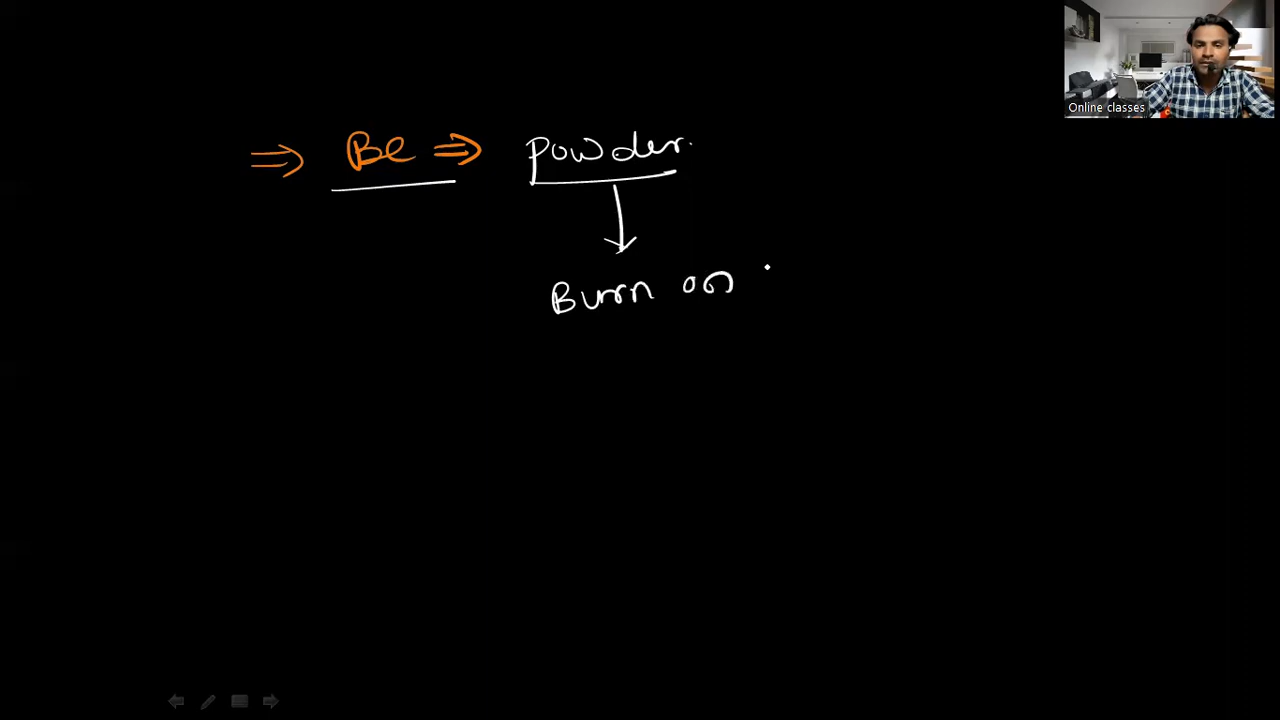 Online classes
⇒ Be ⇒ powder.
Burn on